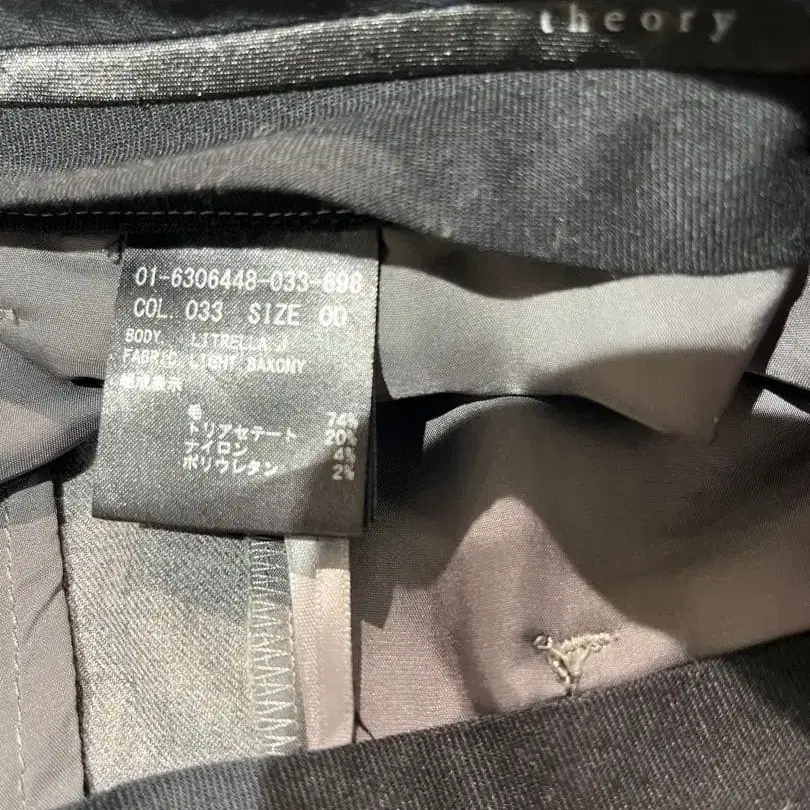 theory
01-6306448-033-898
COL. 033 SIZE 00
BODY. LITRELLA J
FABRIC LIGHT SAXONY
組成表示
毛 74%
トリアセテート 20%
ナイロン 4%
ポリウレタン 2%